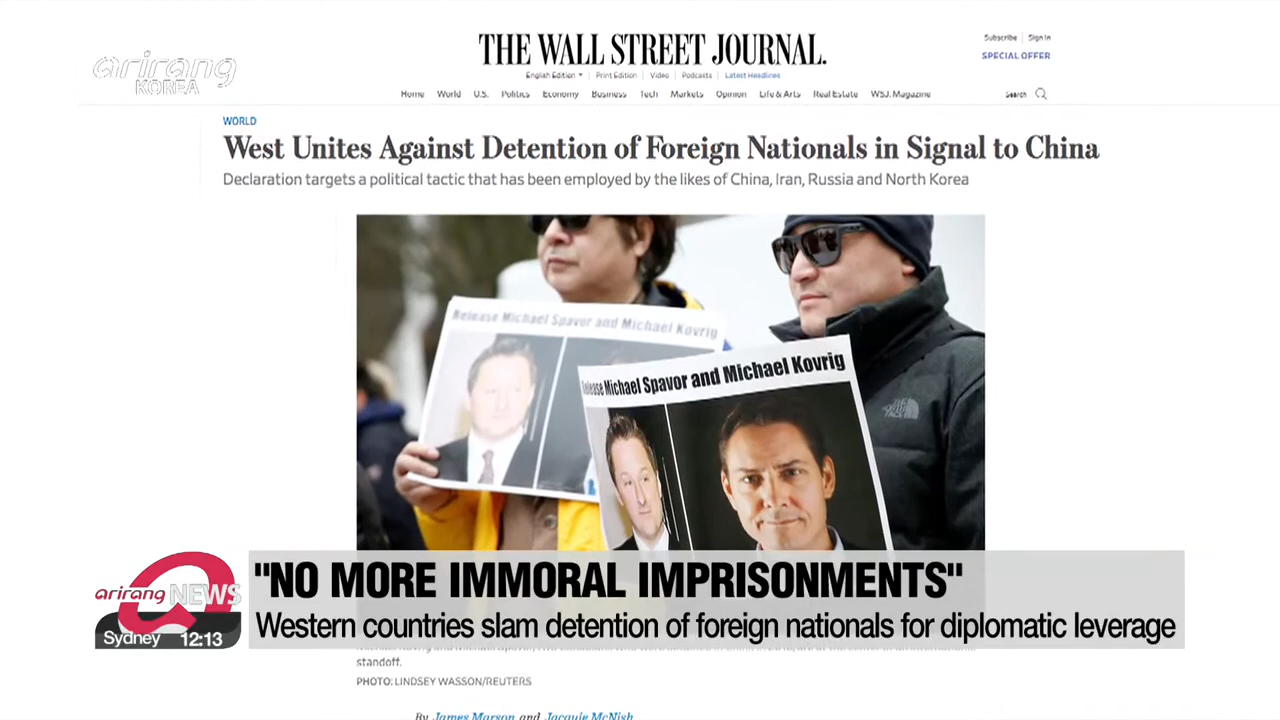 arirang
KOREA
THE WALL STREET JOURNAL.
Subscribe | Sign In
SPECIAL OFFER
English Edition | Print Edition | Video | Podcasts | Latest Headlines
Home World U.S. Politics Economy Business Tech Markets Opinion Life & Arts Real Estate WSJ. Magazine Search
WORLD
West Unites Against Detention of Foreign Nationals in Signal to China
Declaration targets a political tactic that has been employed by the likes of China, Iran, Russia and North Korea
Release Michael Spavor and Michael Kovrig
Release Michael Spavor and Michael Kovrig
THE NORTH FACE
arirang NEWS
Sydney 12:13
"NO MORE IMMORAL IMPRISONMENTS"
Western countries slam detention of foreign nationals for diplomatic leverage
standoff.
PHOTO: LINDSEY WASSON/REUTERS
By James Marson and Jacquie McNish